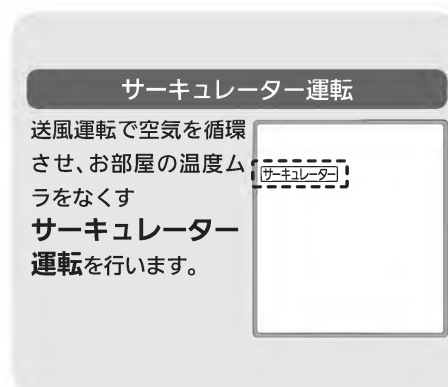 サーキュレーター運転
送風運転で空気を循環
させ、お部屋の温度ム
ラをなくす
サーキュレーター
運転を行います。
サーキュレーター